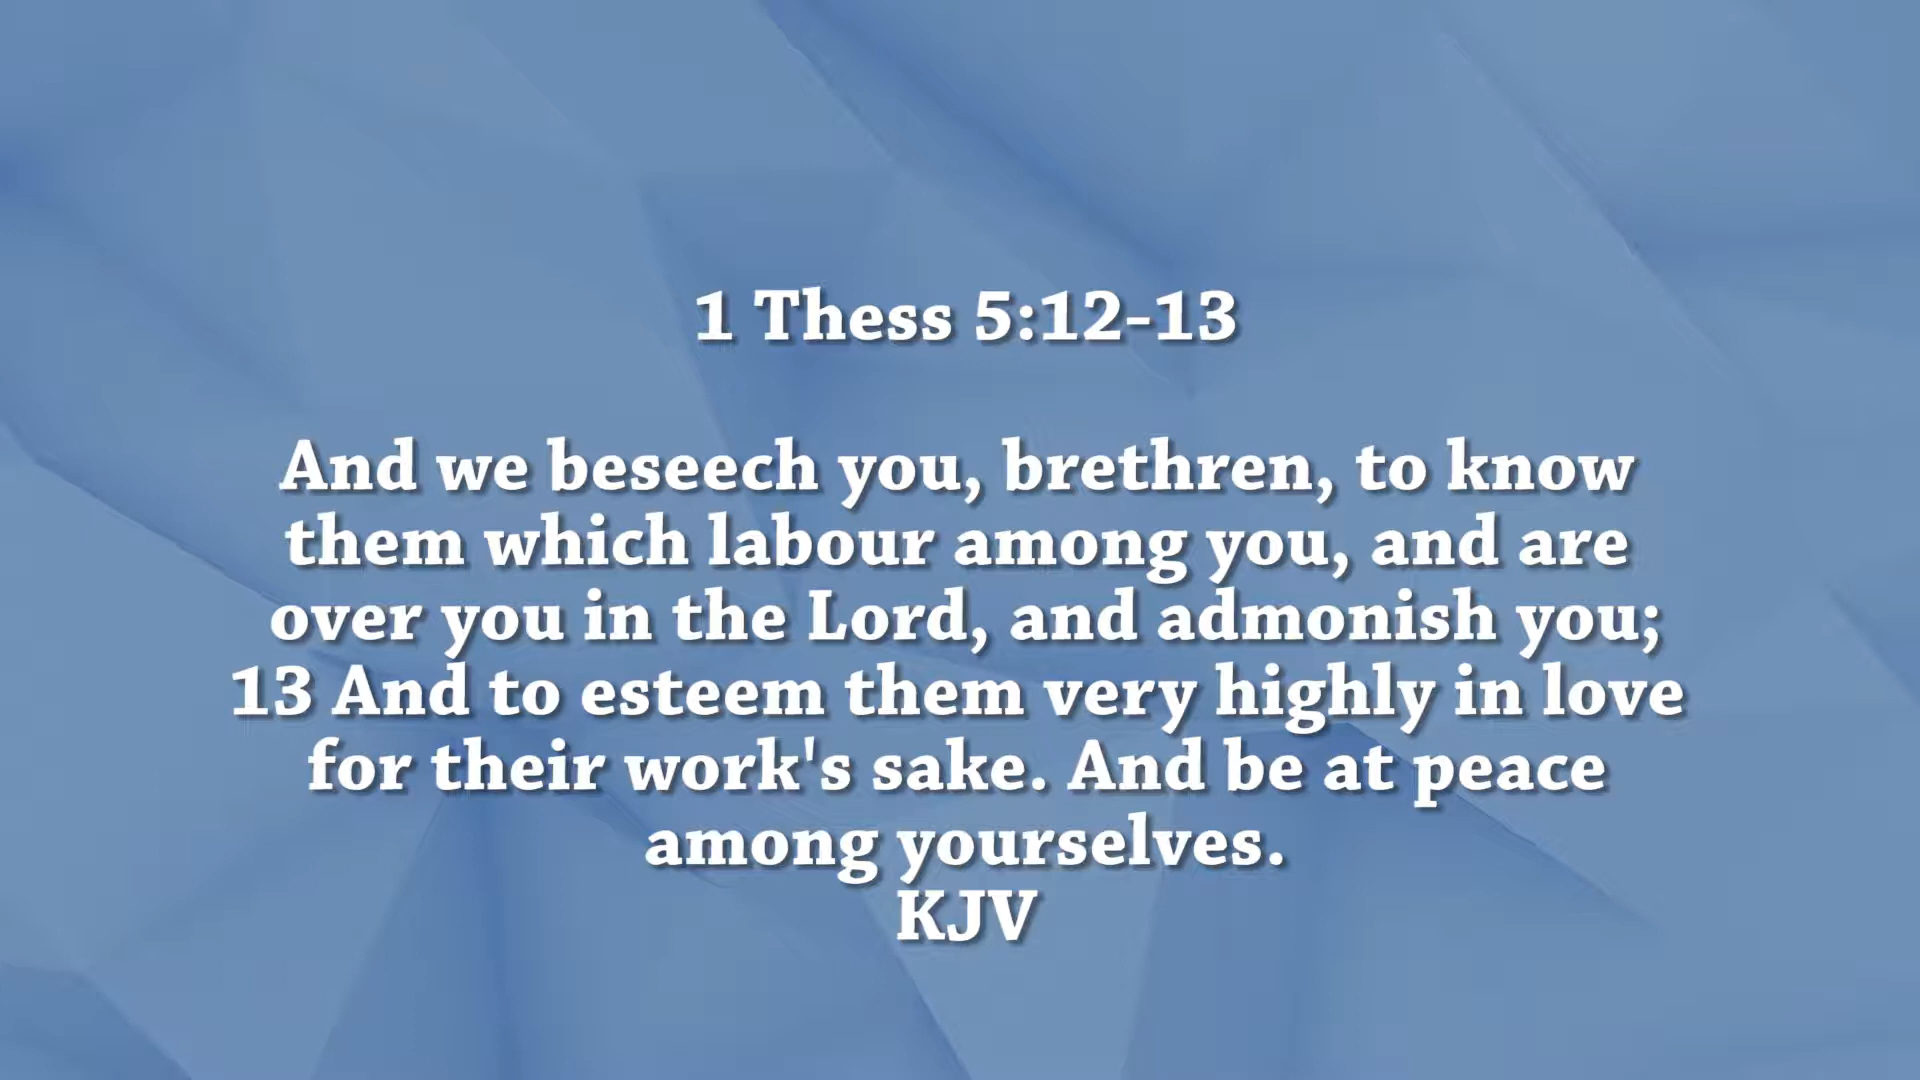 1 Thess 5:12-13
And we beseech you, brethren, to know
them which labour among you, and are
over you in the Lord, and admonish you;
13 And to esteem them very highly in love
for their work's sake. And be at peace
among yourselves.
KJV